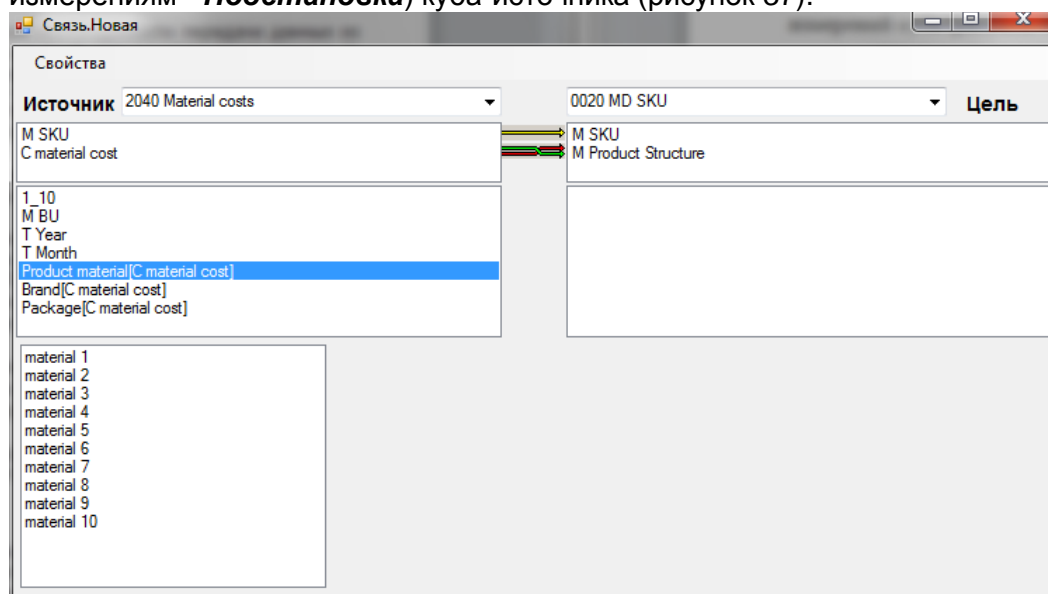 измерениям - Подстановки) куба-источника (рисунок 37).
Связь.Новая
Свойства
Источник 2040 Material costs 0020 MD SKU Цель
M SKU M SKU
C material cost M Product Structure
1_10
M BU
T Year
T Month
Product material[C material cost]
Brand[C material cost]
Package[C material cost]
material 1
material 2
material 3
material 4
material 5
material 6
material 7
material 8
material 9
material 10